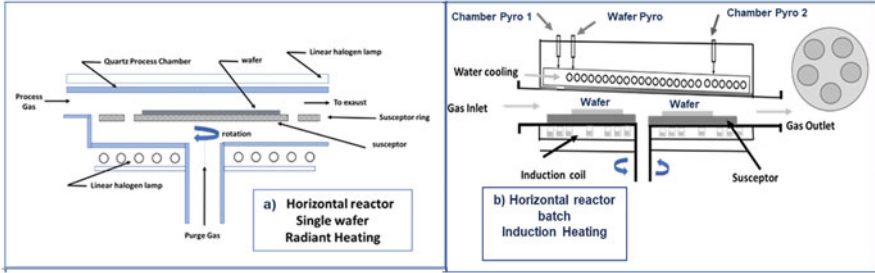 Quartz Process Chamber
wafer
Linear halogen lamp
Process
Gas
To exaust
Susceptor ring
rotation
susceptor
Linear halogen lamp
Purge Gas
a) Horizontal reactor
Single wafer
Radiant Heating
Chamber Pyro 1
Wafer Pyro
Chamber Pyro 2
Water cooling
Gas Inlet
Wafer
Wafer
Gas Outlet
Induction coil
Susceptor
b) Horizontal reactor
batch
Induction Heating